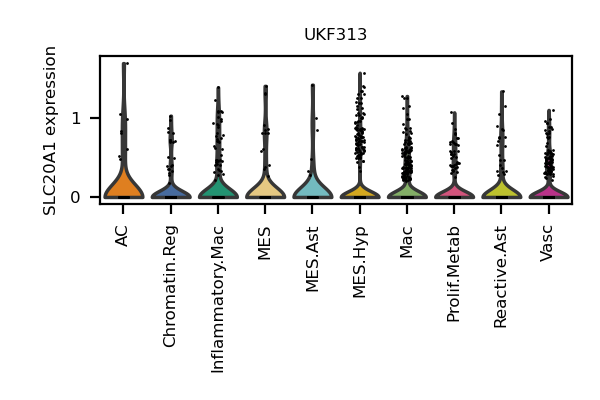 UKF313
SLC20A1 expression
1
0
AC
Chromatin.Reg
Inflammatory.Mac
MES
MES.Ast
MES.Hyp
Mac
Prolif.Metab
Reactive.Ast
Vasc